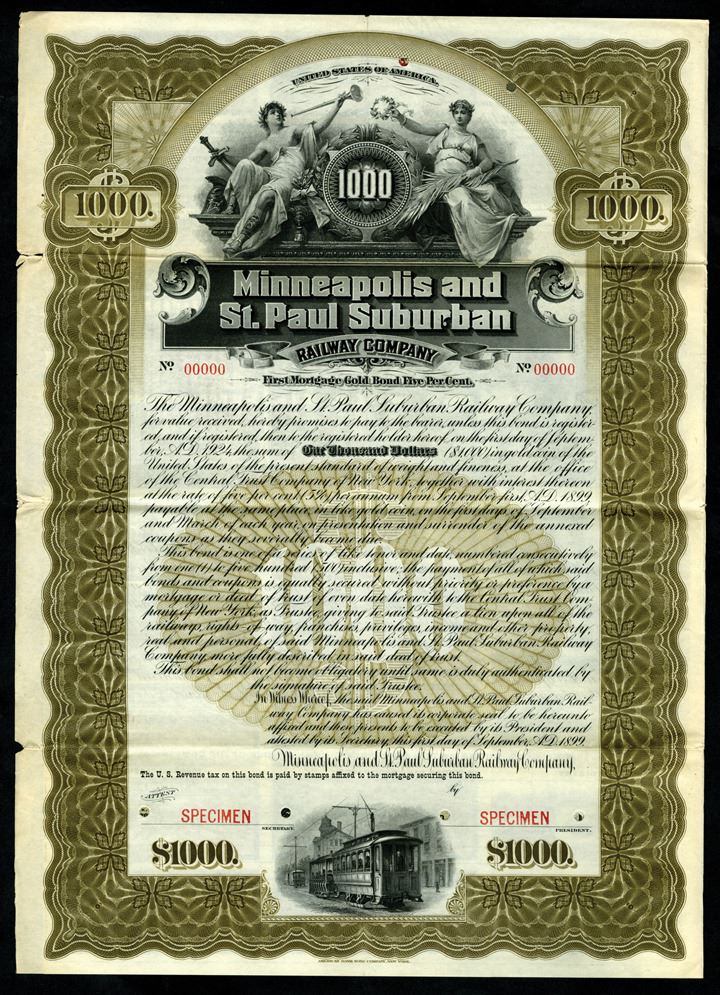 UNITED STATES OF AMERICA.
1000
1000.
1000.
Minneapolis and
St. Paul Suburban
RAILWAY COMPANY
No 00000
No 00000
First Mortgage Gold Bond Five Per Cent.
The Minneapolis and St. Paul Suburban Railway Company,
for value received, hereby promises to pay to the bearer, unless this bond is register-
ed, and if registered, then to the registered holder hereof, on the first day of Septem-
ber, A.D. 1924, the sum of One Thousand Dollars ($1,000) in gold coin of the
United States of the present standard of weight and fineness, at the office
of the Central Trust Company of New York, together with interest thereon
at the rate of five per cent (5%) per annum from September first, A.D. 1899,
payable at the same place, in like gold coin, on the first days of September
and March of each year, on presentation and surrender of the annexed
coupons as they severally become due.
This bond is one of a series of like tenor and date, numbered consecutively
from one (1) to five hundred (500) inclusive, the payment of all of which said
bonds and coupons is equally secured, without priority or preference, by a
mortgage or deed of trust of even date herewith to the Central Trust Com-
pany of New York, as Trustee, giving to said Trustee a lien upon all of the
railways, rights of way, franchises, privileges, income and other property,
real and personal, of said Minneapolis and St. Paul Suburban Railway
Company, more fully described in said deed of trust.
This bond shall not become obligatory until same is duly authenticated by
the signature of said Trustee.
In Witness Whereof, The said Minneapolis and St. Paul Suburban Rail-
way Company has caused its corporate seal to be hereunto
affixed and these presents to be executed by its President and
attested by its Secretary, this first day of September, A.D. 1899.
Minneapolis and St. Paul Suburban Railway Company,
The U. S. Revenue tax on this bond is paid by stamps affixed to the mortgage securing this bond.
ATTEST
by
SPECIMEN
SPECIMEN
SECRETARY.
PRESIDENT.
$1000.
$1000.
AMERICAN BANK NOTE COMPANY, NEW YORK.